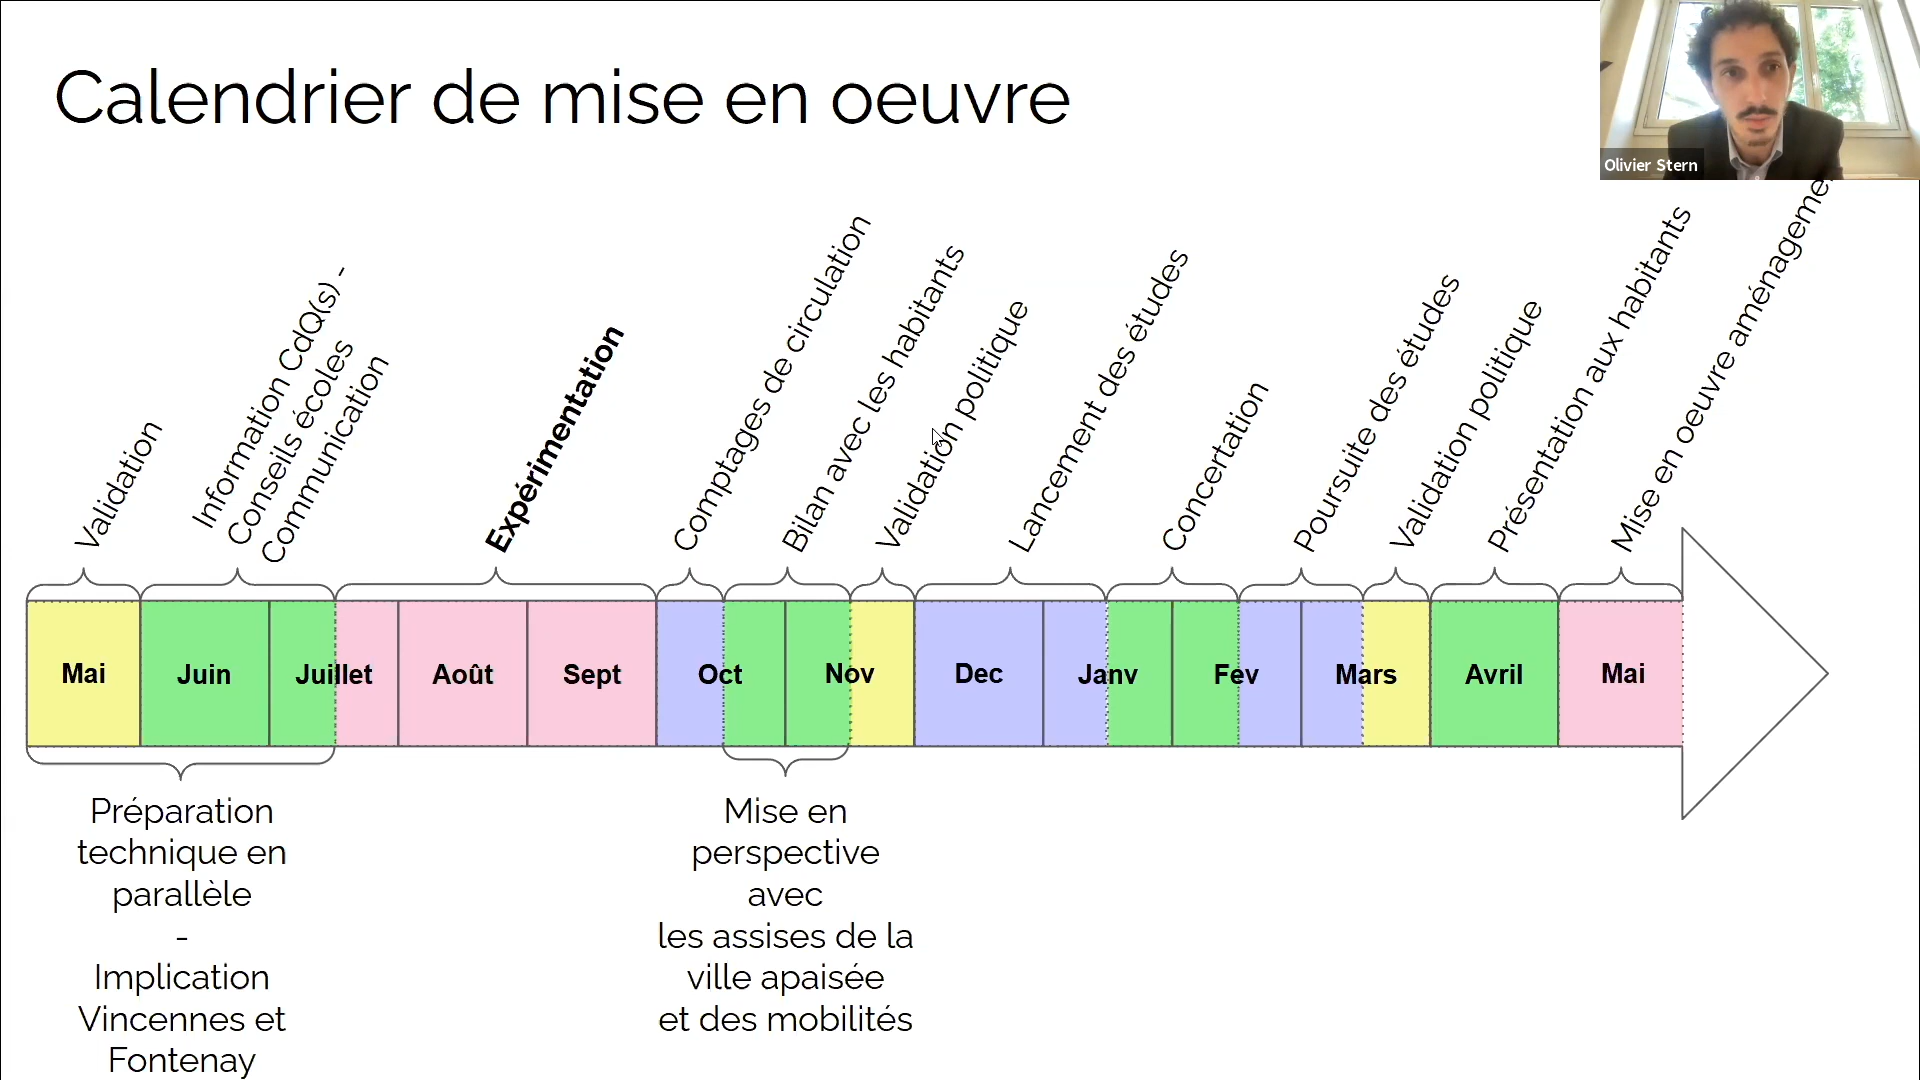 Calendrier de mise en oeuvre
Olivier Stern
Validation
Information CdQ(s) -
Conseils écoles
Communication
Expérimentation
Comptages de circulation
Bilan avec les habitants
Validation politique
Lancement des études
Concertation
Poursuite des études
Validation politique
Présentation aux habitants
Mise en oeuvre aménageme
Mai
Juin
Juillet
Août
Sept
Oct
Nov
Dec
Janv
Fev
Mars
Avril
Mai
Préparation
technique en
parallèle
-
Implication
Vincennes et
Fontenay
Mise en
perspective
avec
les assises de la
ville apaisée
et des mobilités